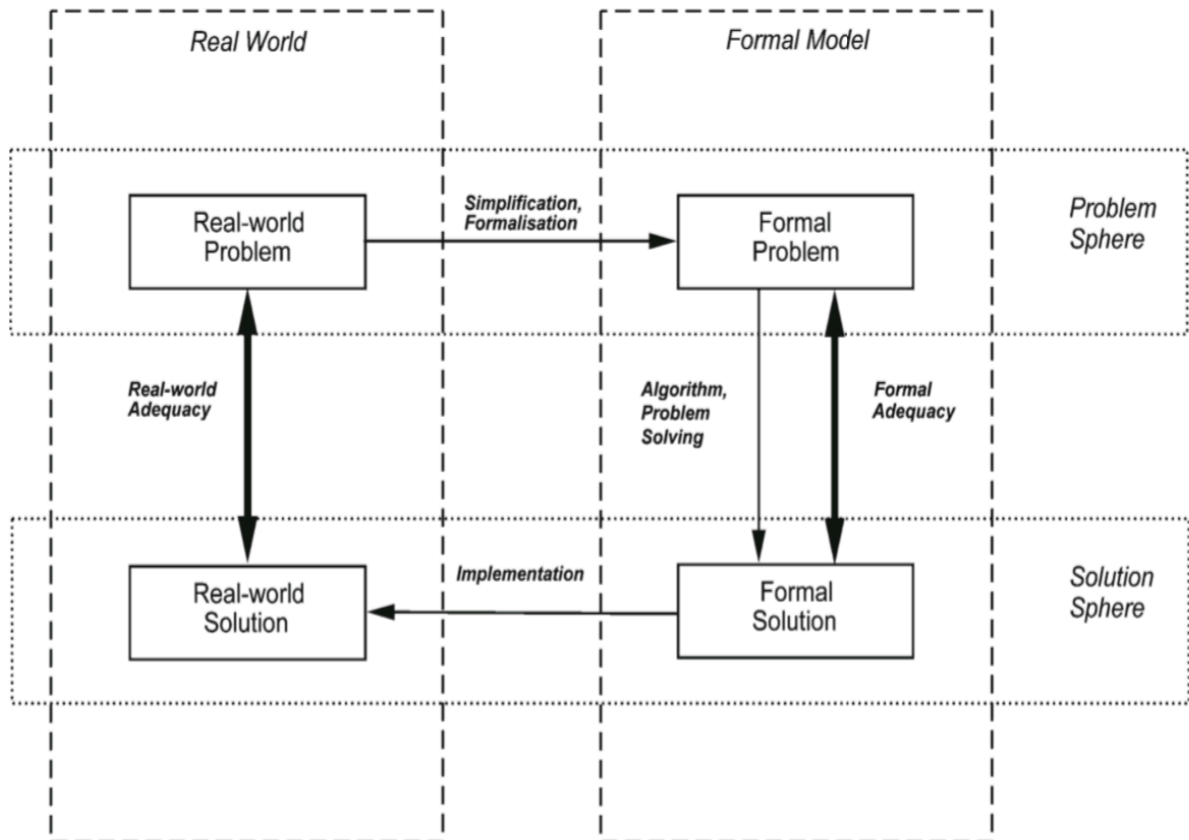 Real World
Formal Model
Real-world
Problem
Simplification,
Formalisation
Formal
Problem
Problem
Sphere
Real-world
Adequacy
Algorithm,
Problem
Solving
Formal
Adequacy
Real-world
Solution
Implementation
Formal
Solution
Solution
Sphere